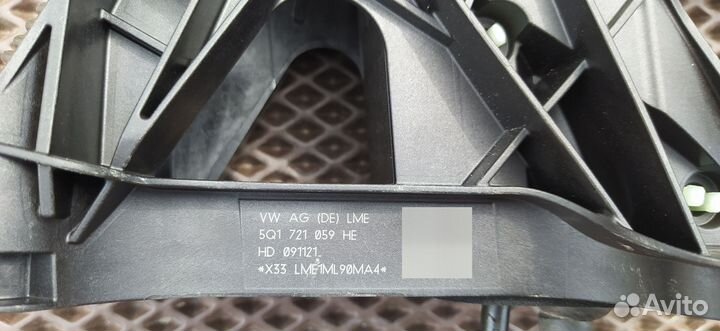 VW AG (DE) LME
5Q1 721 059 HE
HD 091121
*X33 LME1ML90MA4*
Avito